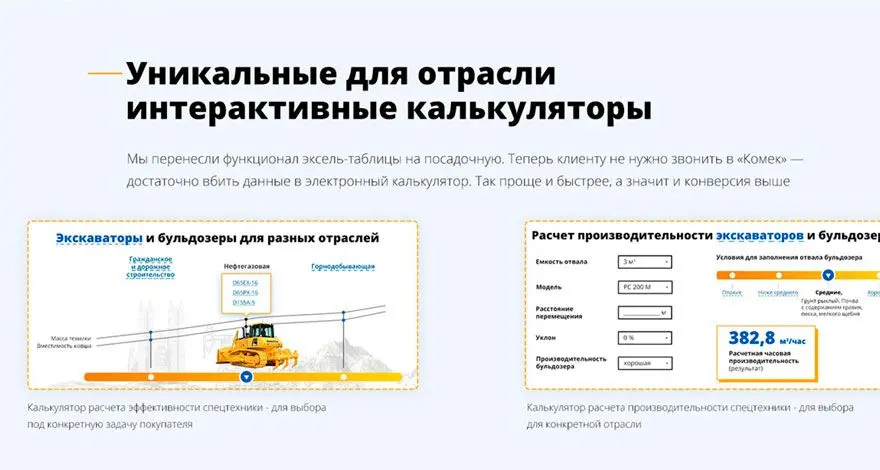 Уникальные для отрасли
интерактивные калькуляторы
Мы перенесли функционал эксель-таблицы на посадочную. Теперь клиенту не нужно звонить в «Комек» —
достаточно вбить данные в электронный калькулятор. Так проще и быстрее, а значит и конверсия выше
Экскаваторы и бульдозеры для разных отраслей
Гражданское
и дорожное
строительство
Нефтегазовая
Горнодобывающая
D65EX-16
D65PX-16
D155A-5
Масса техники
Вместимость ковша
Калькулятор расчета эффективности спецтехники - для выбора
под конкретную задачу покупателя
Расчет производительности экскаваторов и бульдозе
Емкость отвала
3 м³
Модель
PC 200 M
Расстояние
перемещения
м
Уклон
0 %
Производительность
бульдозера
хорошая
Условия для заполнения отвала бульдозера
Плохие
Ниже среднего
Средние,
Грунт рыхлый. Почва
с содержанием гравия,
песка, мелкого щебня
Хоро
382,8 м³/час
Расчетная часовая
производительность
(результат)
Калькулятор расчета производительности спецтехники - для выбора
для конкретной отрасли